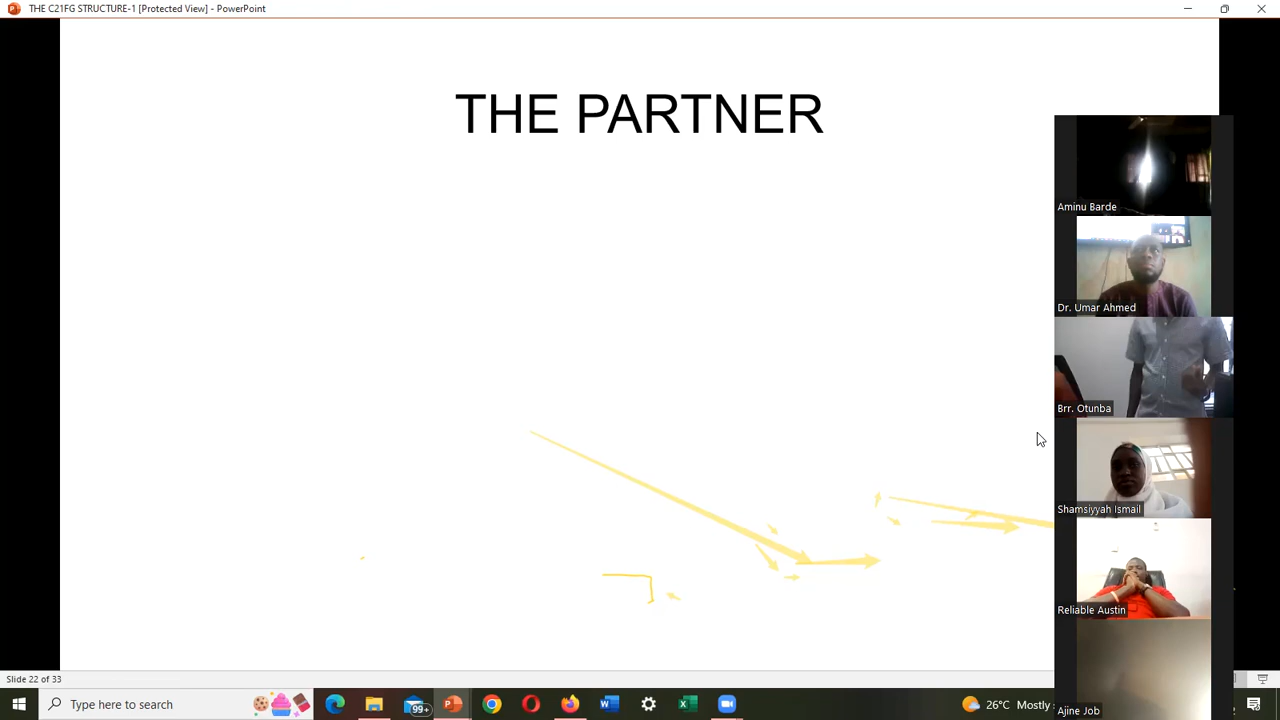 THE C21FG STRUCTURE-1 [Protected View] - PowerPoint
THE PARTNER
Aminu Barde
Dr. Umar Ahmed
Brr. Otunba
Shamsiyyah Ismail
Reliable Austin
Ajine Job
Slide 22 of 33
Type here to search
99+
26°C Mostly